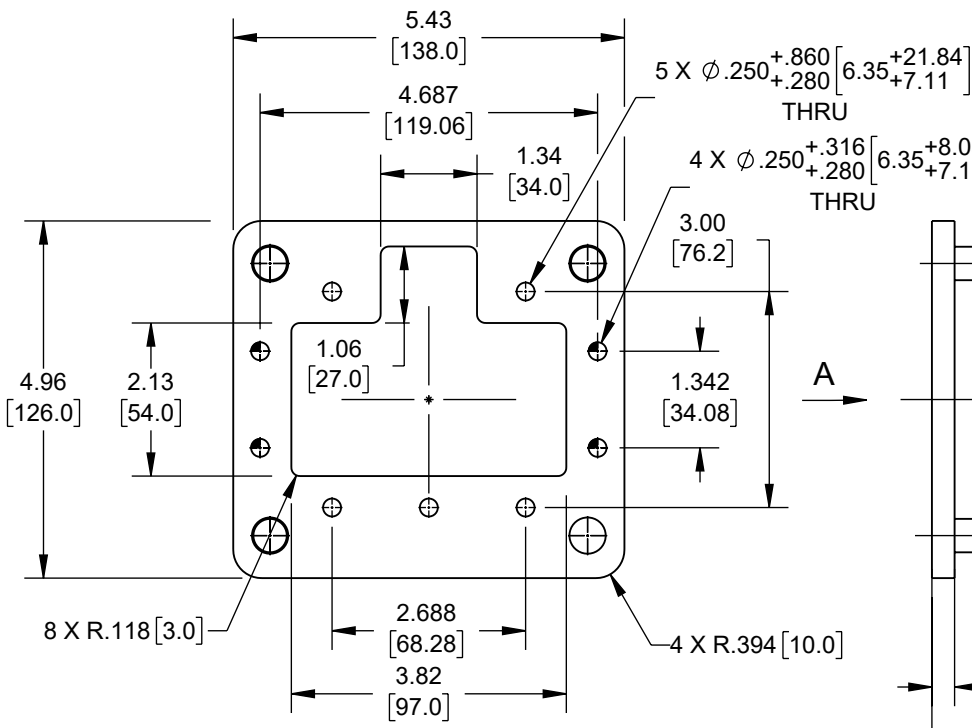 5.43
[138.0]
4.687
[119.06]
1.34
[34.0]
5 X ∅.250 +.860 +.280 [6.35 +21.84 +7.11]
THRU
4 X ∅.250 +.316 +.280 [6.35 +8.0 +7.1
THRU
3.00
[76.2]
4.96
[126.0]
2.13
[54.0]
1.06
[27.0]
1.342
[34.08]
A
8 X R.118 [3.0]
2.688
[68.28]
3.82
[97.0]
4 X R.394 [10.0]